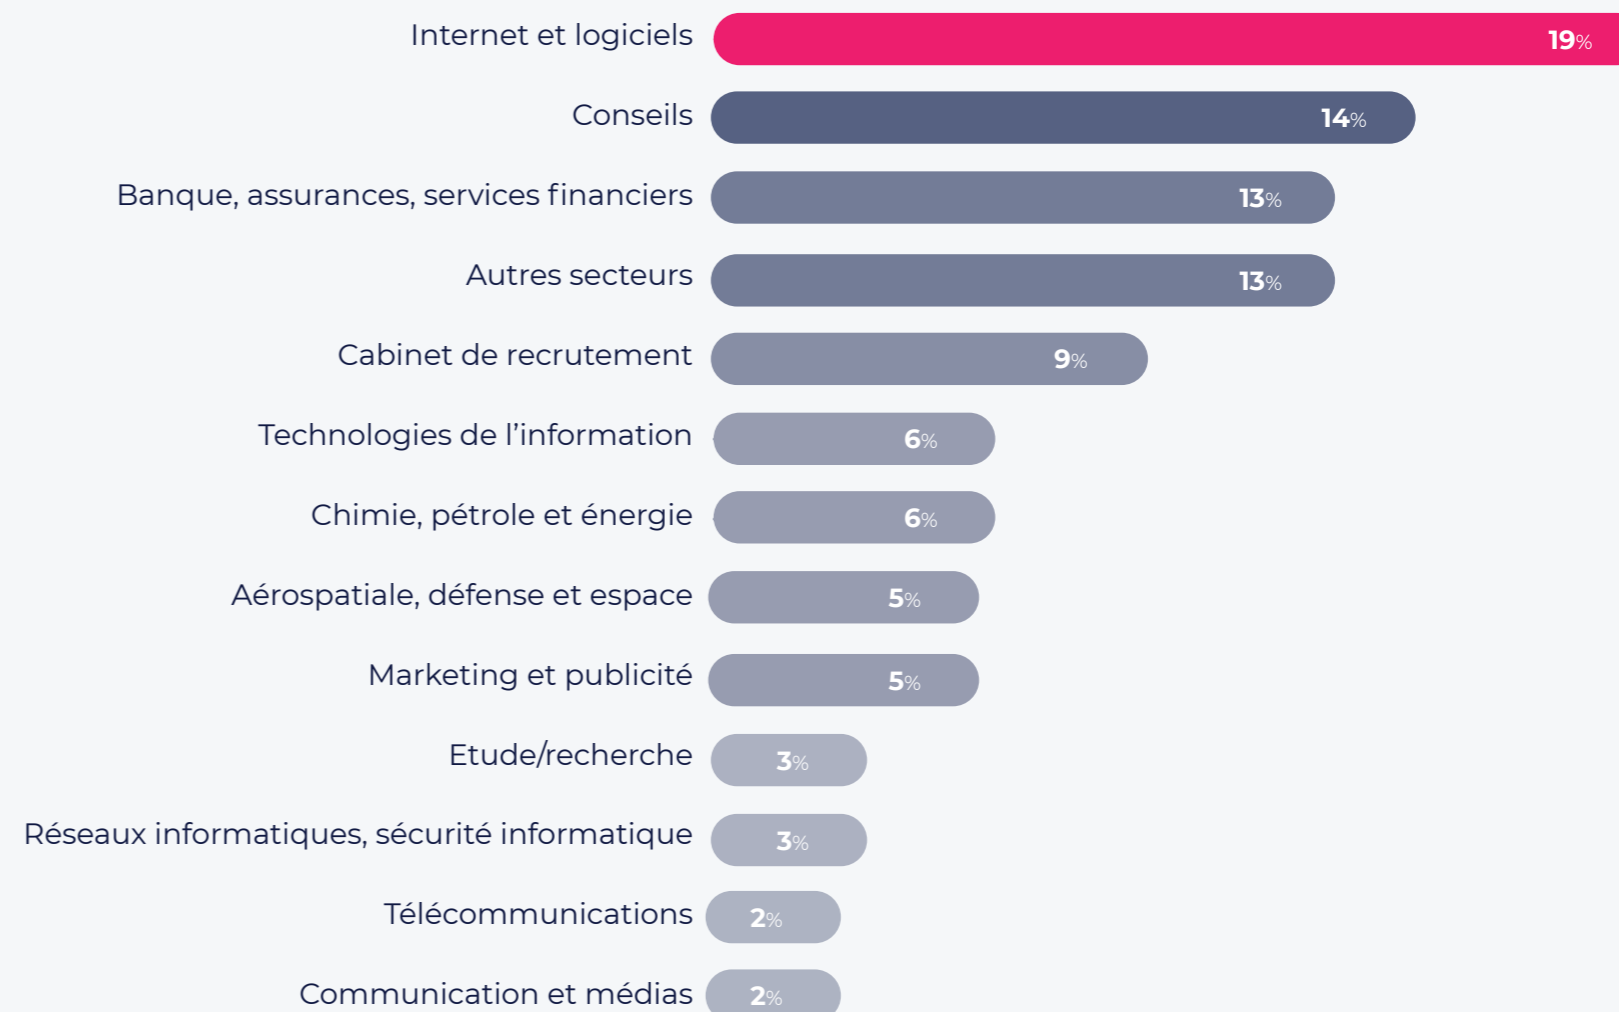 Internet et logiciels 19%
Conseils 14%
Banque, assurances, services financiers 13%
Autres secteurs 13%
Cabinet de recrutement 9%
Technologies de l’information 6%
Chimie, pétrole et énergie 6%
Aérospatiale, défense et espace 5%
Marketing et publicité 5%
Etude/recherche 3%
Réseaux informatiques, sécurité informatique 3%
Télécommunications 2%
Communication et médias 2%